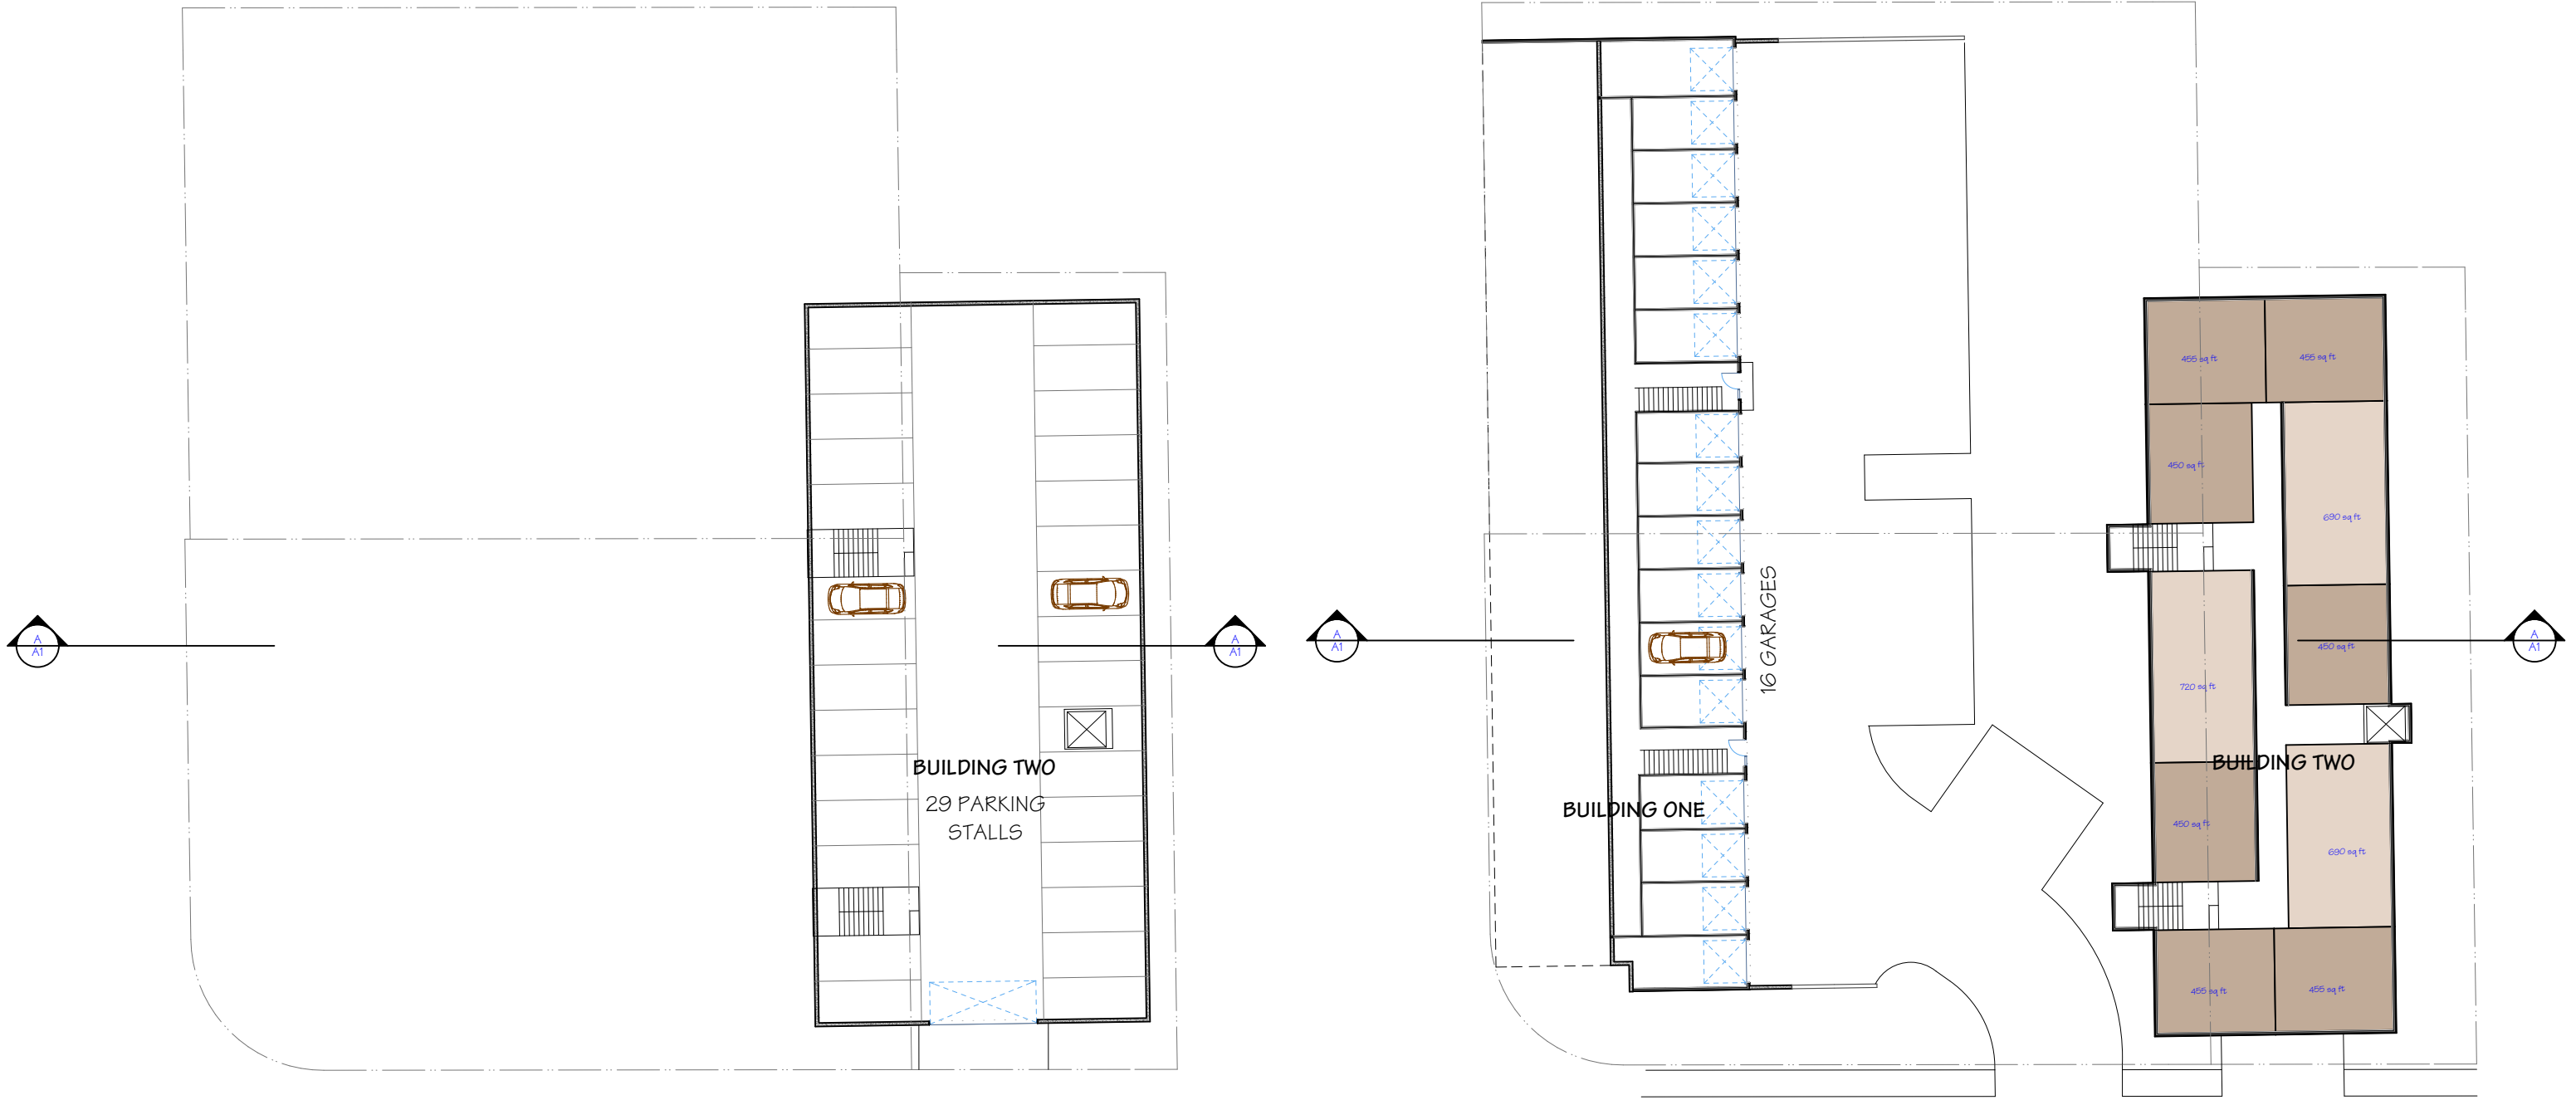 A
A1
BUILDING TWO
29 PARKING
STALLS
A
A1
A
A1
BUILDING ONE
16 GARAGES
455 sq ft
455 sq ft
450 sq ft
690 sq ft
450 sq ft
720 sq ft
BUILDING TWO
450 sq ft
690 sq ft
455 sq ft
455 sq ft
A
A1